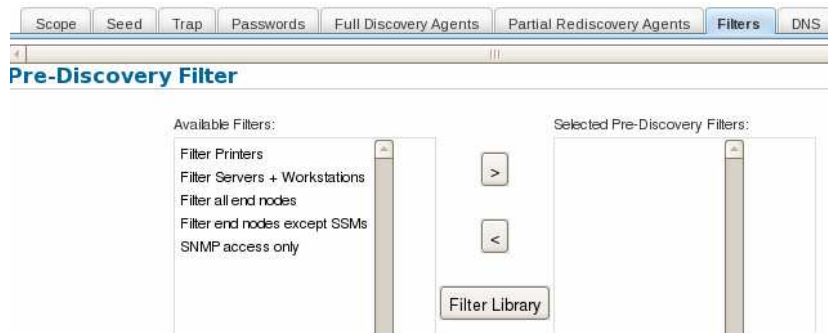 Scope Seed Trap Passwords Full Discovery Agents Partial Rediscovery Agents Filters DNS
Pre-Discovery Filter
Available Filters: Selected Pre-Discovery Filters:
Filter Printers
Filter Servers + Workstations
Filter all end nodes
Filter end nodes except SSMs
SNMP access only
>
<
Filter Library